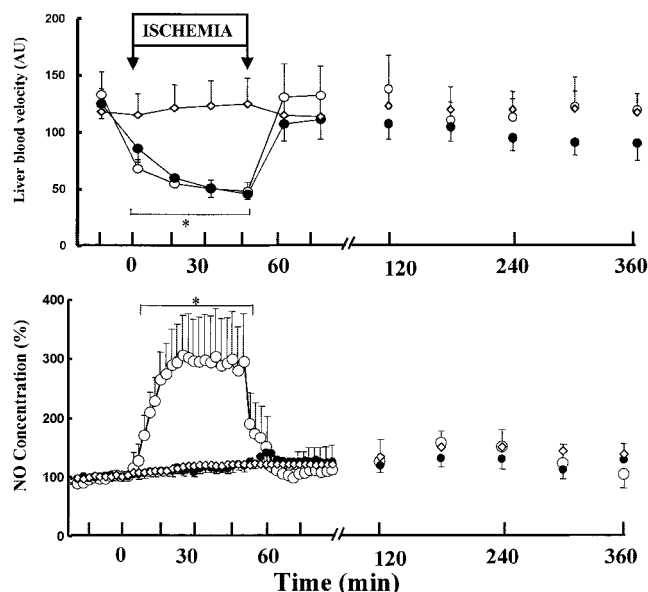 200
ISCHEMIA
150
100
50
0
Liver blood velocity (AU)
*
0 30 60 120 240 360
400
*
300
200
100
0
NO Concentration (%)
0 30 60 120 240 360
Time (min)